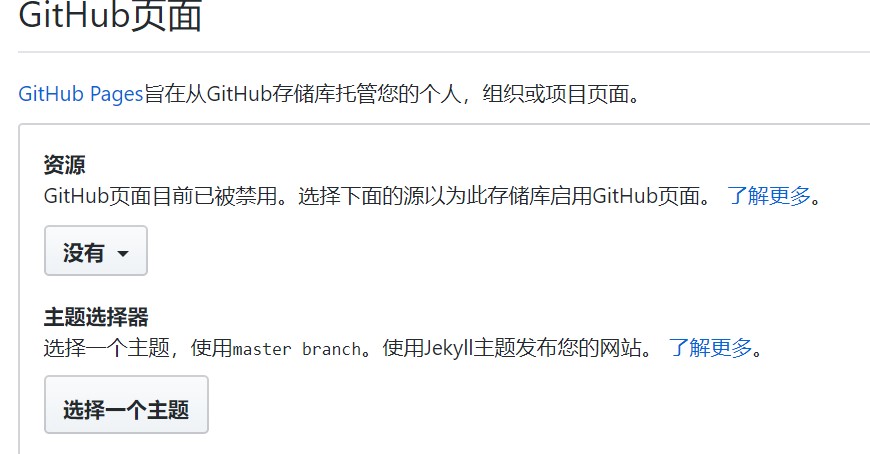 GitHub页面
GitHub Pages旨在从GitHub存储库托管您的个人，组织或项目页面。
资源
GitHub页面目前已被禁用。选择下面的源以为此存储库启用GitHub页面。 了解更多。
没有
主题选择器
选择一个主题，使用master branch。使用Jekyll主题发布您的网站。 了解更多。
选择一个主题